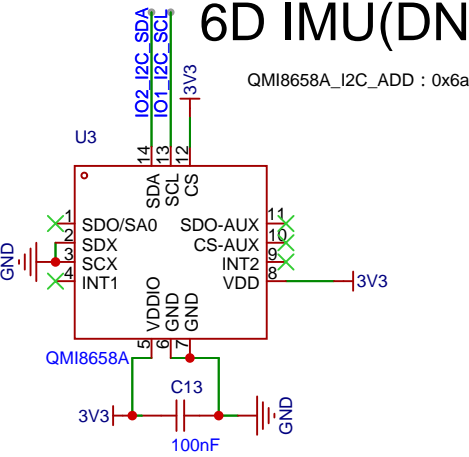 6D IMU(DN
QMI8658A_I2C_ADD : 0x6a
IO2_I2C_SDA
IO1_I2C_SCL
3V3
U3
14
13
12
SDA
SCL
CS
1
SDO/SA0
SDO-AUX
11
2
SDX
CS-AUX
10
3
SCX
INT2
9
4
INT1
VDD
8
3V3
GND
VDDIO
GND
GND
5
6
7
QMI8658A
C13
3V3
GND
100nF